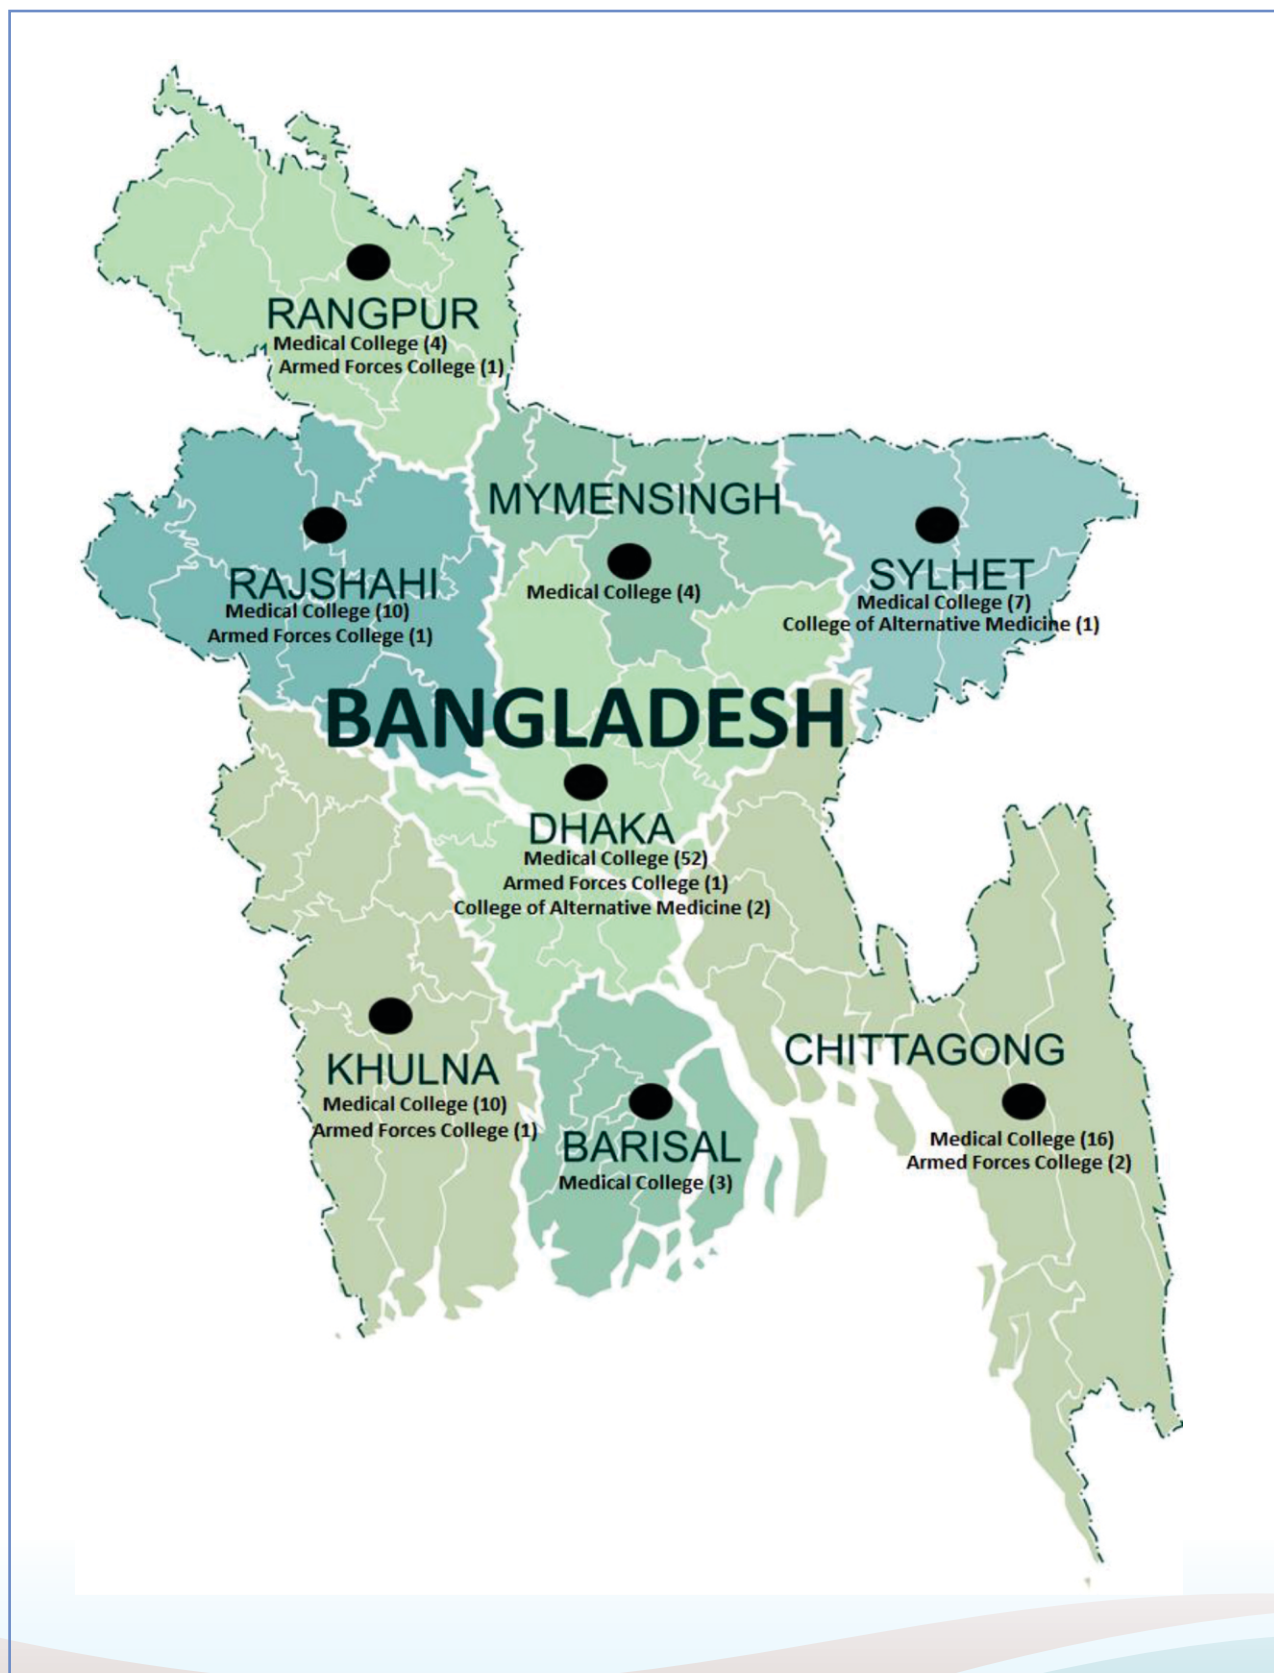 RANGPUR
Medical College (4)
Armed Forces College (1)
MYMENSINGH
Medical College (4)
RAJSHAHI
Medical College (10)
Armed Forces College (1)
SYLHET
Medical College (7)
College of Alternative Medicine (1)
BANGLADESH
DHAKA
Medical College (52)
Armed Forces College (1)
College of Alternative Medicine (2)
KHULNA
Medical College (10)
Armed Forces College (1)
BARISAL
Medical College (3)
CHITTAGONG
Medical College (16)
Armed Forces College (2)